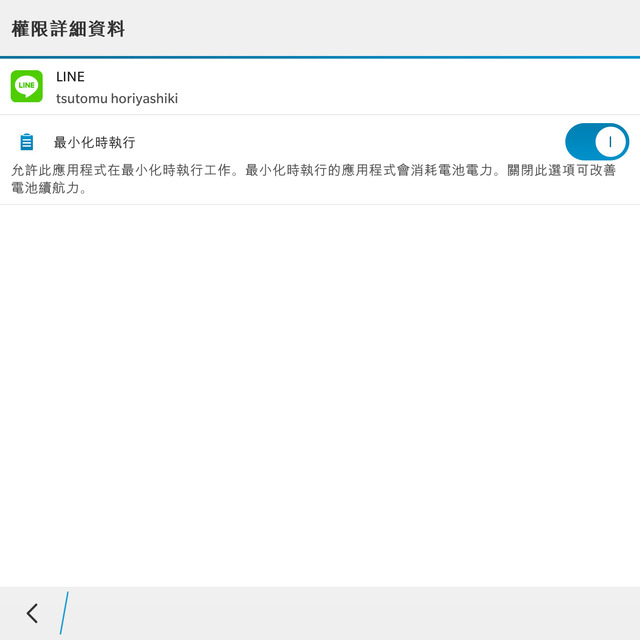 權限詳細資料
LINE
LINE
tsutomu horiyashiki
最小化時執行
允許此應用程式在最小化時執行工作。最小化時執行的應用程式會消耗電池電力。關閉此選項可改善
電池續航力。